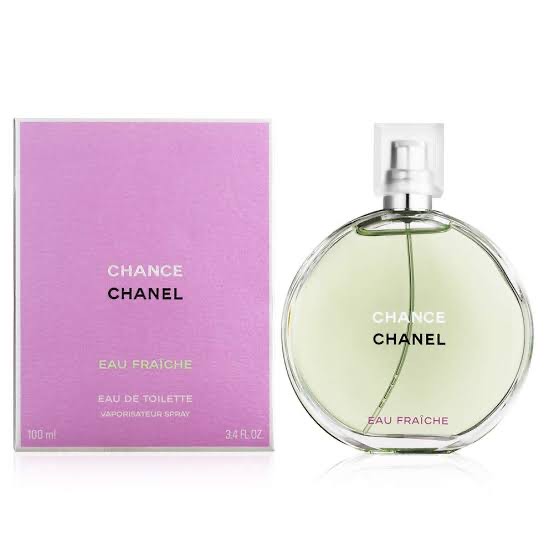 CHANCE
CHANEL
EAU FRAÎCHE
EAU DE TOILETTE
VAPORISATEUR SPRAY
100 ml
3.4 FL.OZ.
CHANCE
CHANEL
EAU FRAÎCHE